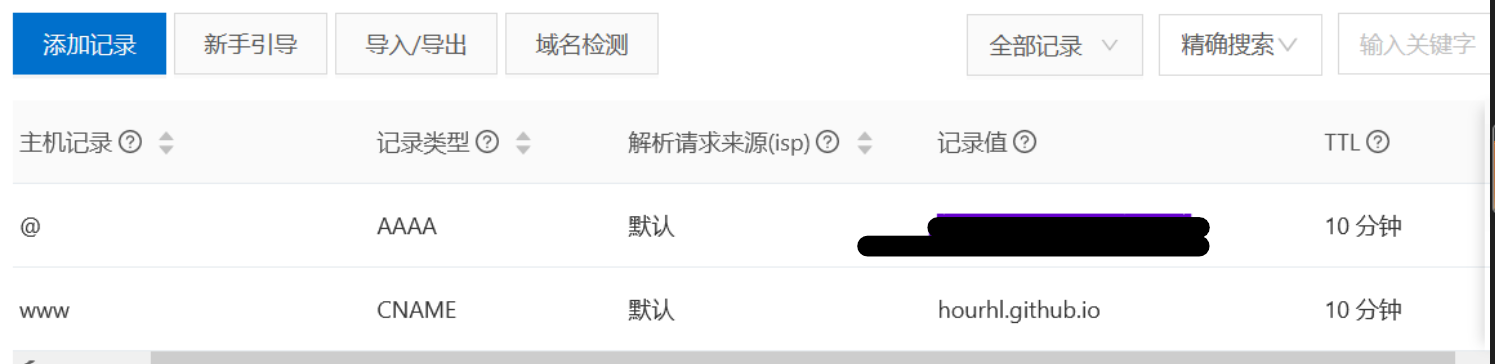 添加记录 新手引导 导入/导出 域名检测 全部记录 精确搜索 输入关键字
主机记录 记录类型 解析请求来源(isp) 记录值 TTL
@ AAAA 默认 10 分钟
www CNAME 默认 hourhl.github.io 10 分钟